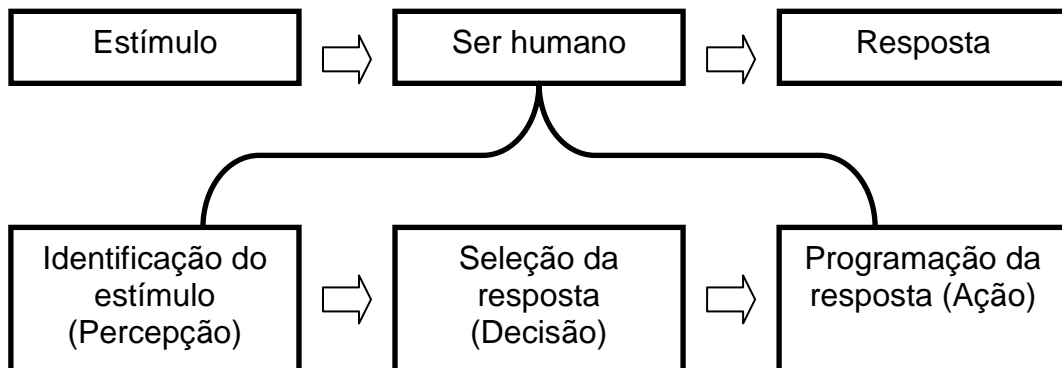 Estímulo
Ser humano
Resposta
Identificação do
estímulo
(Percepção)
Seleção da
resposta
(Decisão)
Programação da
resposta (Ação)